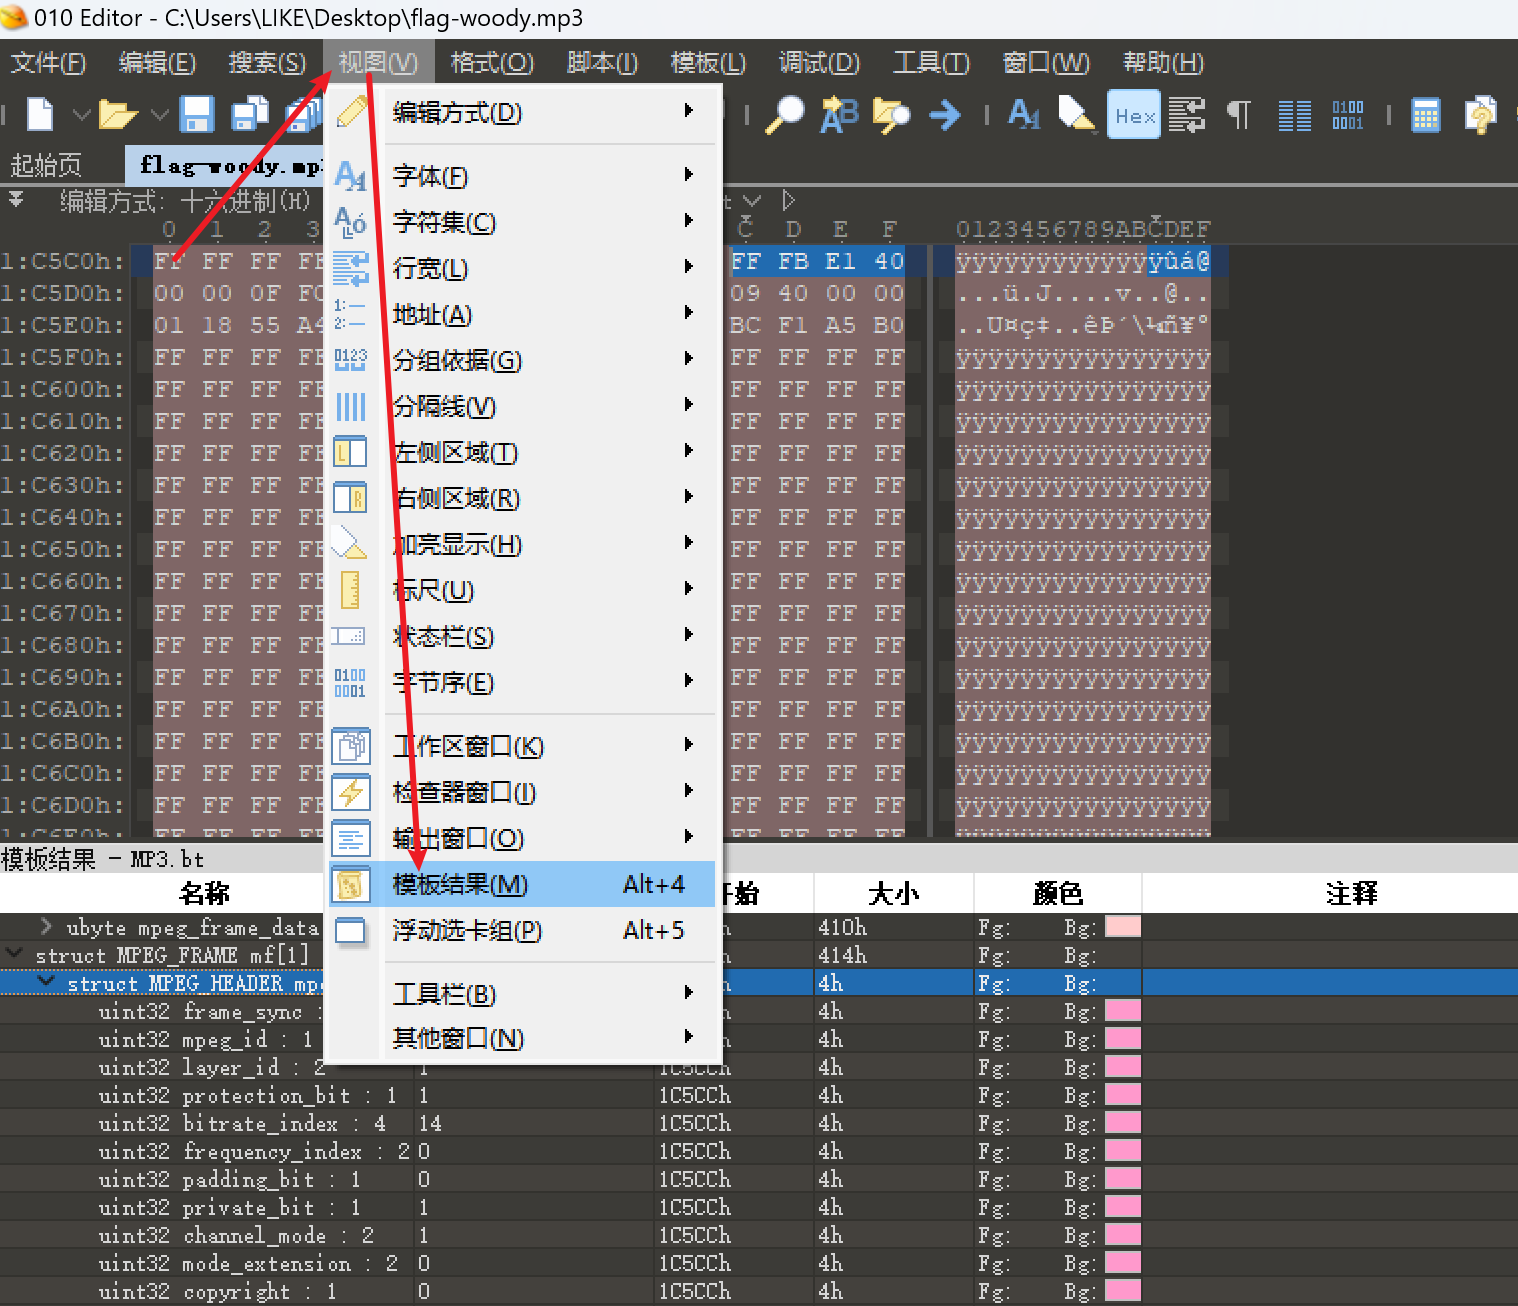 010 Editor - C:\Users\LIKE\Desktop\flag-woody.mp3
文件(F) 编辑(E) 搜索(S) 视图(V) 格式(O) 脚本(I) 模板(L) 调试(D) 工具(T) 窗口(W) 帮助(H)
Hex
起始页 flag-woody.mp
编辑方式: 十六进制(H)
0 1 2 3 C D E F 0123456789ABCDEF
1:C5C0h: FF FF FF FF FF FB E1 40 ÿÿÿÿÿÿÿÿÿÿÿÿÿûá@
1:C5D0h: 00 00 0F FC 09 40 00 00 ...ü.J....v..@..
1:C5E0h: 01 18 55 A4 BC F1 A5 B0 ..U¤ç‡..êÞ´\¼ñ¥°
1:C5F0h: FF FF FF FF FF FF FF FF ÿÿÿÿÿÿÿÿÿÿÿÿÿÿÿÿ
1:C600h: FF FF FF FF FF FF FF FF ÿÿÿÿÿÿÿÿÿÿÿÿÿÿÿÿ
1:C610h: FF FF FF FF FF FF FF FF ÿÿÿÿÿÿÿÿÿÿÿÿÿÿÿÿ
1:C620h: FF FF FF FF FF FF FF FF ÿÿÿÿÿÿÿÿÿÿÿÿÿÿÿÿ
1:C630h: FF FF FF FF FF FF FF FF ÿÿÿÿÿÿÿÿÿÿÿÿÿÿÿÿ
1:C640h: FF FF FF FF FF FF FF FF ÿÿÿÿÿÿÿÿÿÿÿÿÿÿÿÿ
1:C650h: FF FF FF FF FF FF FF FF ÿÿÿÿÿÿÿÿÿÿÿÿÿÿÿÿ
1:C660h: FF FF FF FF FF FF FF FF ÿÿÿÿÿÿÿÿÿÿÿÿÿÿÿÿ
1:C670h: FF FF FF FF FF FF FF FF ÿÿÿÿÿÿÿÿÿÿÿÿÿÿÿÿ
1:C680h: FF FF FF FF FF FF FF FF ÿÿÿÿÿÿÿÿÿÿÿÿÿÿÿÿ
1:C690h: FF FF FF FF FF FF FF FF ÿÿÿÿÿÿÿÿÿÿÿÿÿÿÿÿ
1:C6A0h: FF FF FF FF FF FF FF FF ÿÿÿÿÿÿÿÿÿÿÿÿÿÿÿÿ
1:C6B0h: FF FF FF FF FF FF FF FF ÿÿÿÿÿÿÿÿÿÿÿÿÿÿÿÿ
1:C6C0h: FF FF FF FF FF FF FF FF ÿÿÿÿÿÿÿÿÿÿÿÿÿÿÿÿ
1:C6D0h: FF FF FF FF FF FF FF FF ÿÿÿÿÿÿÿÿÿÿÿÿÿÿÿÿ
编辑方式(D)
字体(F)
字符集(C)
行宽(L)
地址(A)
分组依据(G)
分隔线(V)
左侧区域(T)
右侧区域(R)
加亮显示(H)
标尺(U)
状态栏(S)
字节序(E)
工作区窗口(K)
检查器窗口(I)
输出窗口(O)
模板结果(M) Alt+4
浮动选卡组(P) Alt+5
工具栏(B)
其他窗口(N)
模板结果 - MP3.bt
名称 开始 大小 颜色 注释
ubyte mpeg_frame_data h 410h Fg: Bg:
struct MPEG_FRAME mf[1] h 414h Fg: Bg:
struct MPEG_HEADER mpe h 4h Fg: Bg:
uint32 frame_sync : h 4h Fg: Bg:
uint32 mpeg_id : 1 h 4h Fg: Bg:
uint32 layer_id : 2 1 1C5CCh 4h Fg: Bg:
uint32 protection_bit : 1 1 1C5CCh 4h Fg: Bg:
uint32 bitrate_index : 4 14 1C5CCh 4h Fg: Bg:
uint32 frequency_index : 2 0 1C5CCh 4h Fg: Bg:
uint32 padding_bit : 1 0 1C5CCh 4h Fg: Bg:
uint32 private_bit : 1 1 1C5CCh 4h Fg: Bg:
uint32 channel_mode : 2 1 1C5CCh 4h Fg: Bg:
uint32 mode_extension : 2 0 1C5CCh 4h Fg: Bg:
uint32 copyright : 1 0 1C5CCh 4h Fg: Bg: